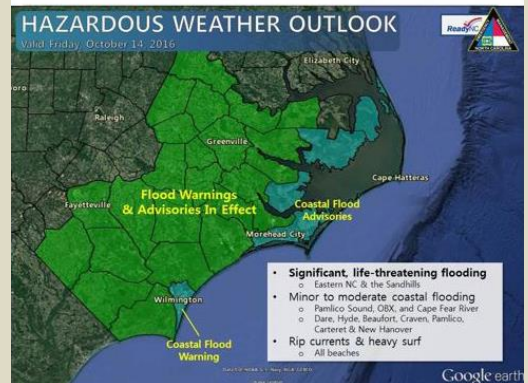 HAZARDOUS WEATHER OUTLOOK
Valid Friday, October 14, 2016
ReadyNC
NORTH CAROLINA
Elizabeth City
oro
Raleigh
Greenville
Cape Hatteras
Flood Warnings
& Advisories In Effect
Fayetteville
Coastal Flood
Advisories
Morehead City
Wilmington
Coastal Flood
Warning
• Significant, life-threatening flooding
o Eastern NC & the Sandhills
• Minor to moderate coastal flooding
o Pamlico Sound, OBX, and Cape Fear River
o Dare, Hyde, Beaufort, Craven, Pamlico,
Carteret & New Hanover
• Rip currents & heavy surf
o All beaches
Google earth